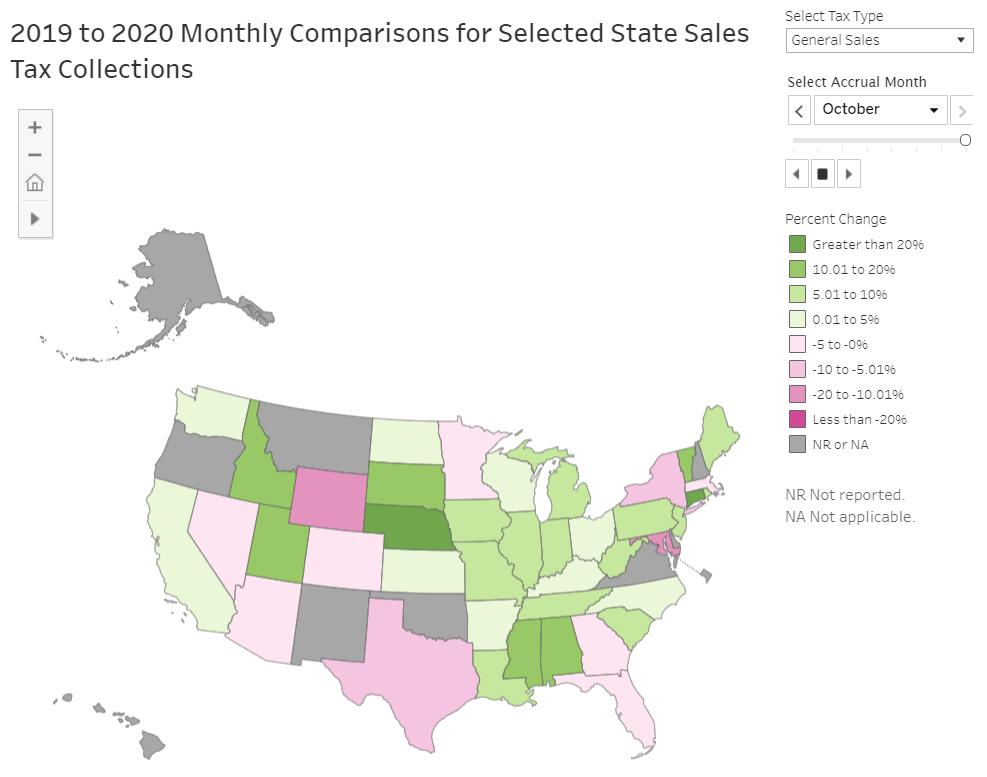 2019 to 2020 Monthly Comparisons for Selected State Sales
Tax Collections
Select Tax Type
General Sales
Select Accrual Month
October
Percent Change
Greater than 20%
10.01 to 20%
5.01 to 10%
0.01 to 5%
-5 to -0%
-10 to -5.01%
-20 to -10.01%
Less than -20%
NR or NA
NR Not reported.
NA Not applicable.